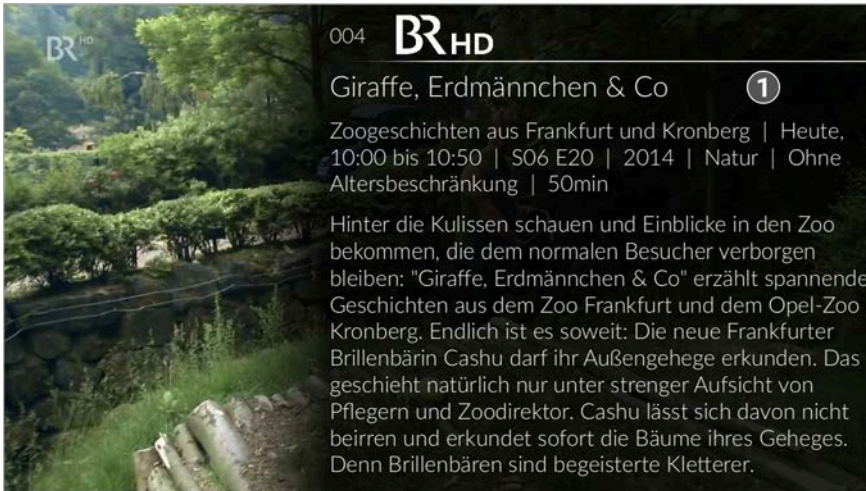 BR HD
004 BR HD
Giraffe, Erdmännchen & Co 1
Zoogeschichten aus Frankfurt und Kronberg | Heute,
10:00 bis 10:50 | S06 E20 | 2014 | Natur | Ohne
Altersbeschränkung | 50min
Hinter die Kulissen schauen und Einblicke in den Zoo
bekommen, die dem normalen Besucher verborgen
bleiben: "Giraffe, Erdmännchen & Co" erzählt spannende
Geschichten aus dem Zoo Frankfurt und dem Opel-Zoo
Kronberg. Endlich ist es soweit: Die neue Frankfurter
Brillenbärin Cashu darf ihr Außengehege erkunden. Das
geschieht natürlich nur unter strenger Aufsicht von
Pflegern und Zoodirektor. Cashu lässt sich davon nicht
beirren und erkundet sofort die Bäume ihres Geheges.
Denn Brillenbären sind begeisterte Kletterer.